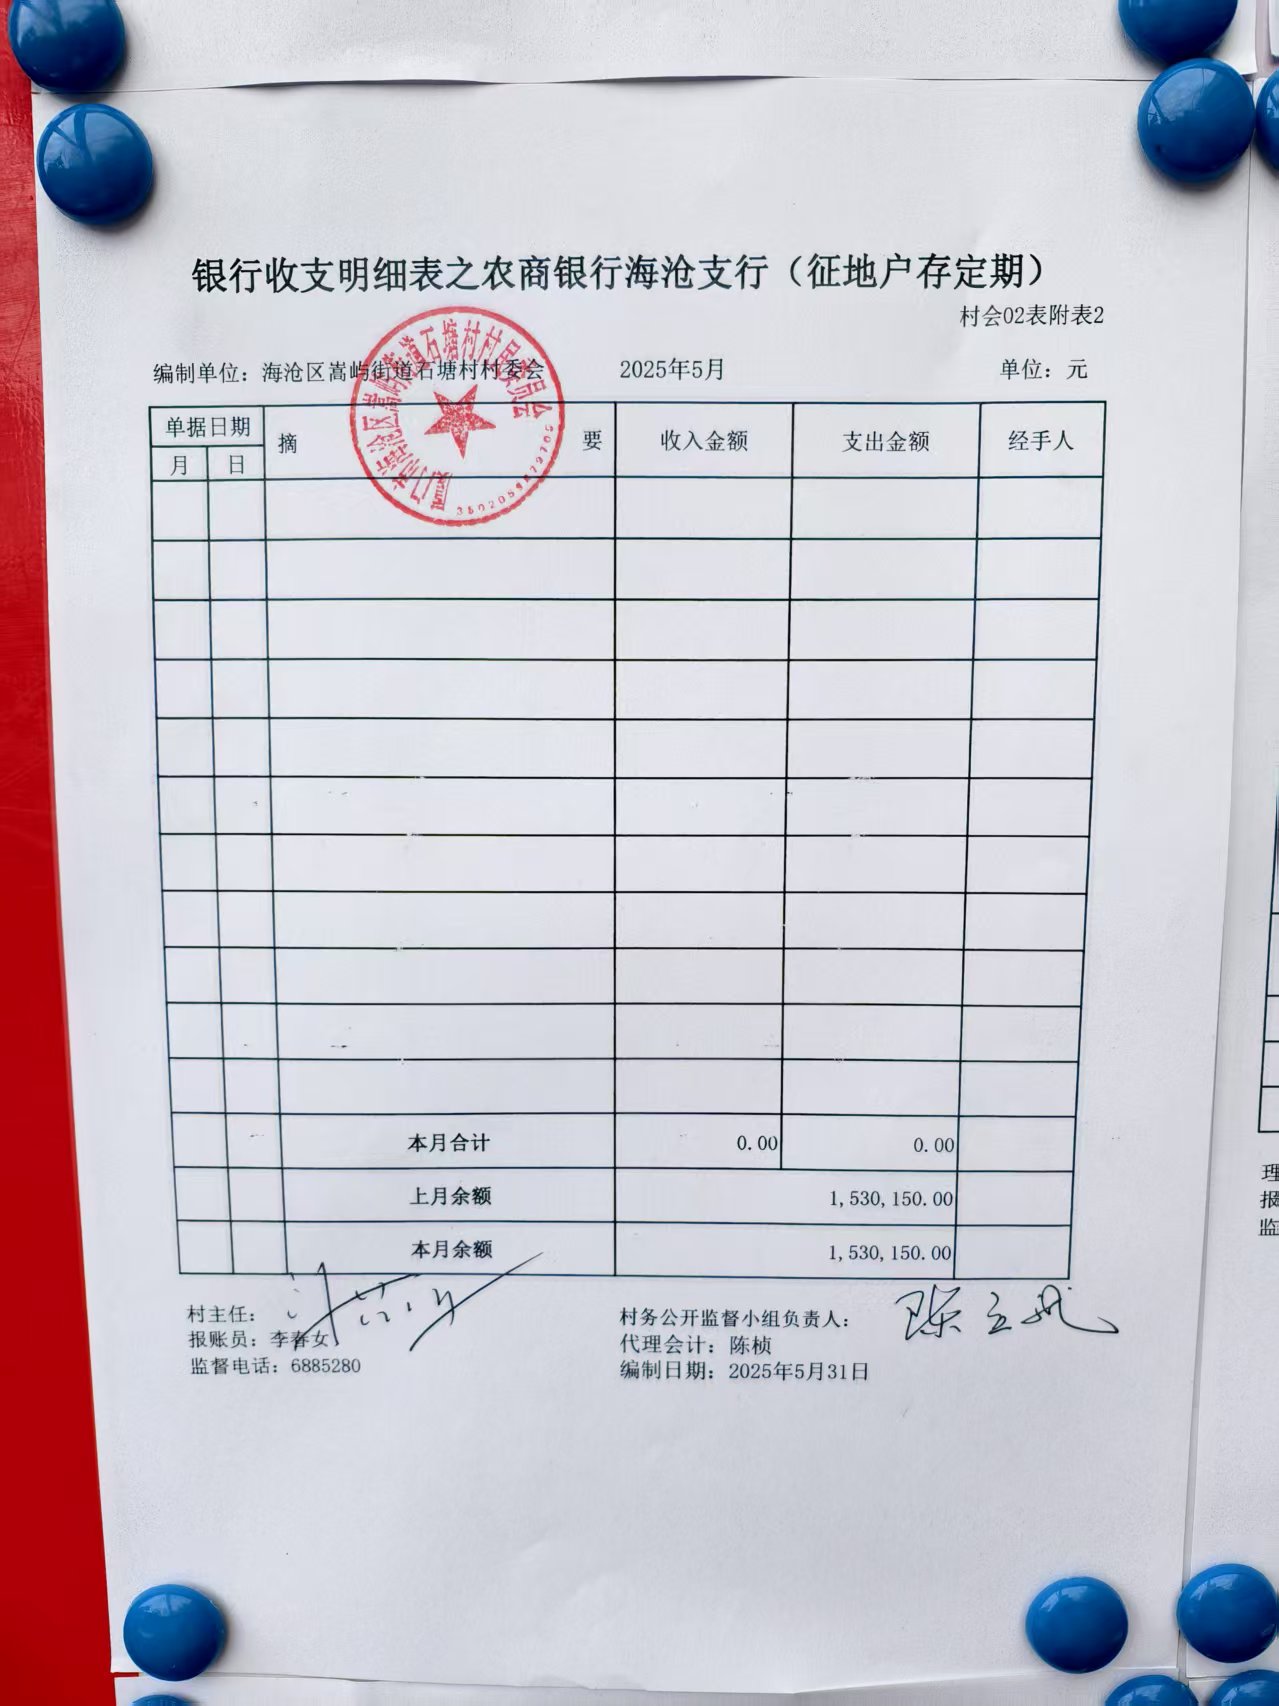 银行收支明细表之农商银行海沧支行（征地户存定期）
村会02表附表2
编制单位：海沧区嵩屿街道石塘村村委会 2025年5月 单位：元
单据日期 摘要 收入金额 支出金额 经手人
月 日
本月合计 0.00 0.00
上月余额 1,530,150.00
本月余额 1,530,150.00
村主任： 村务公开监督小组负责人：
报账员：李春女 代理会计：陈桢
监督电话：6885280 编制日期：2025年5月31日
理
报
监